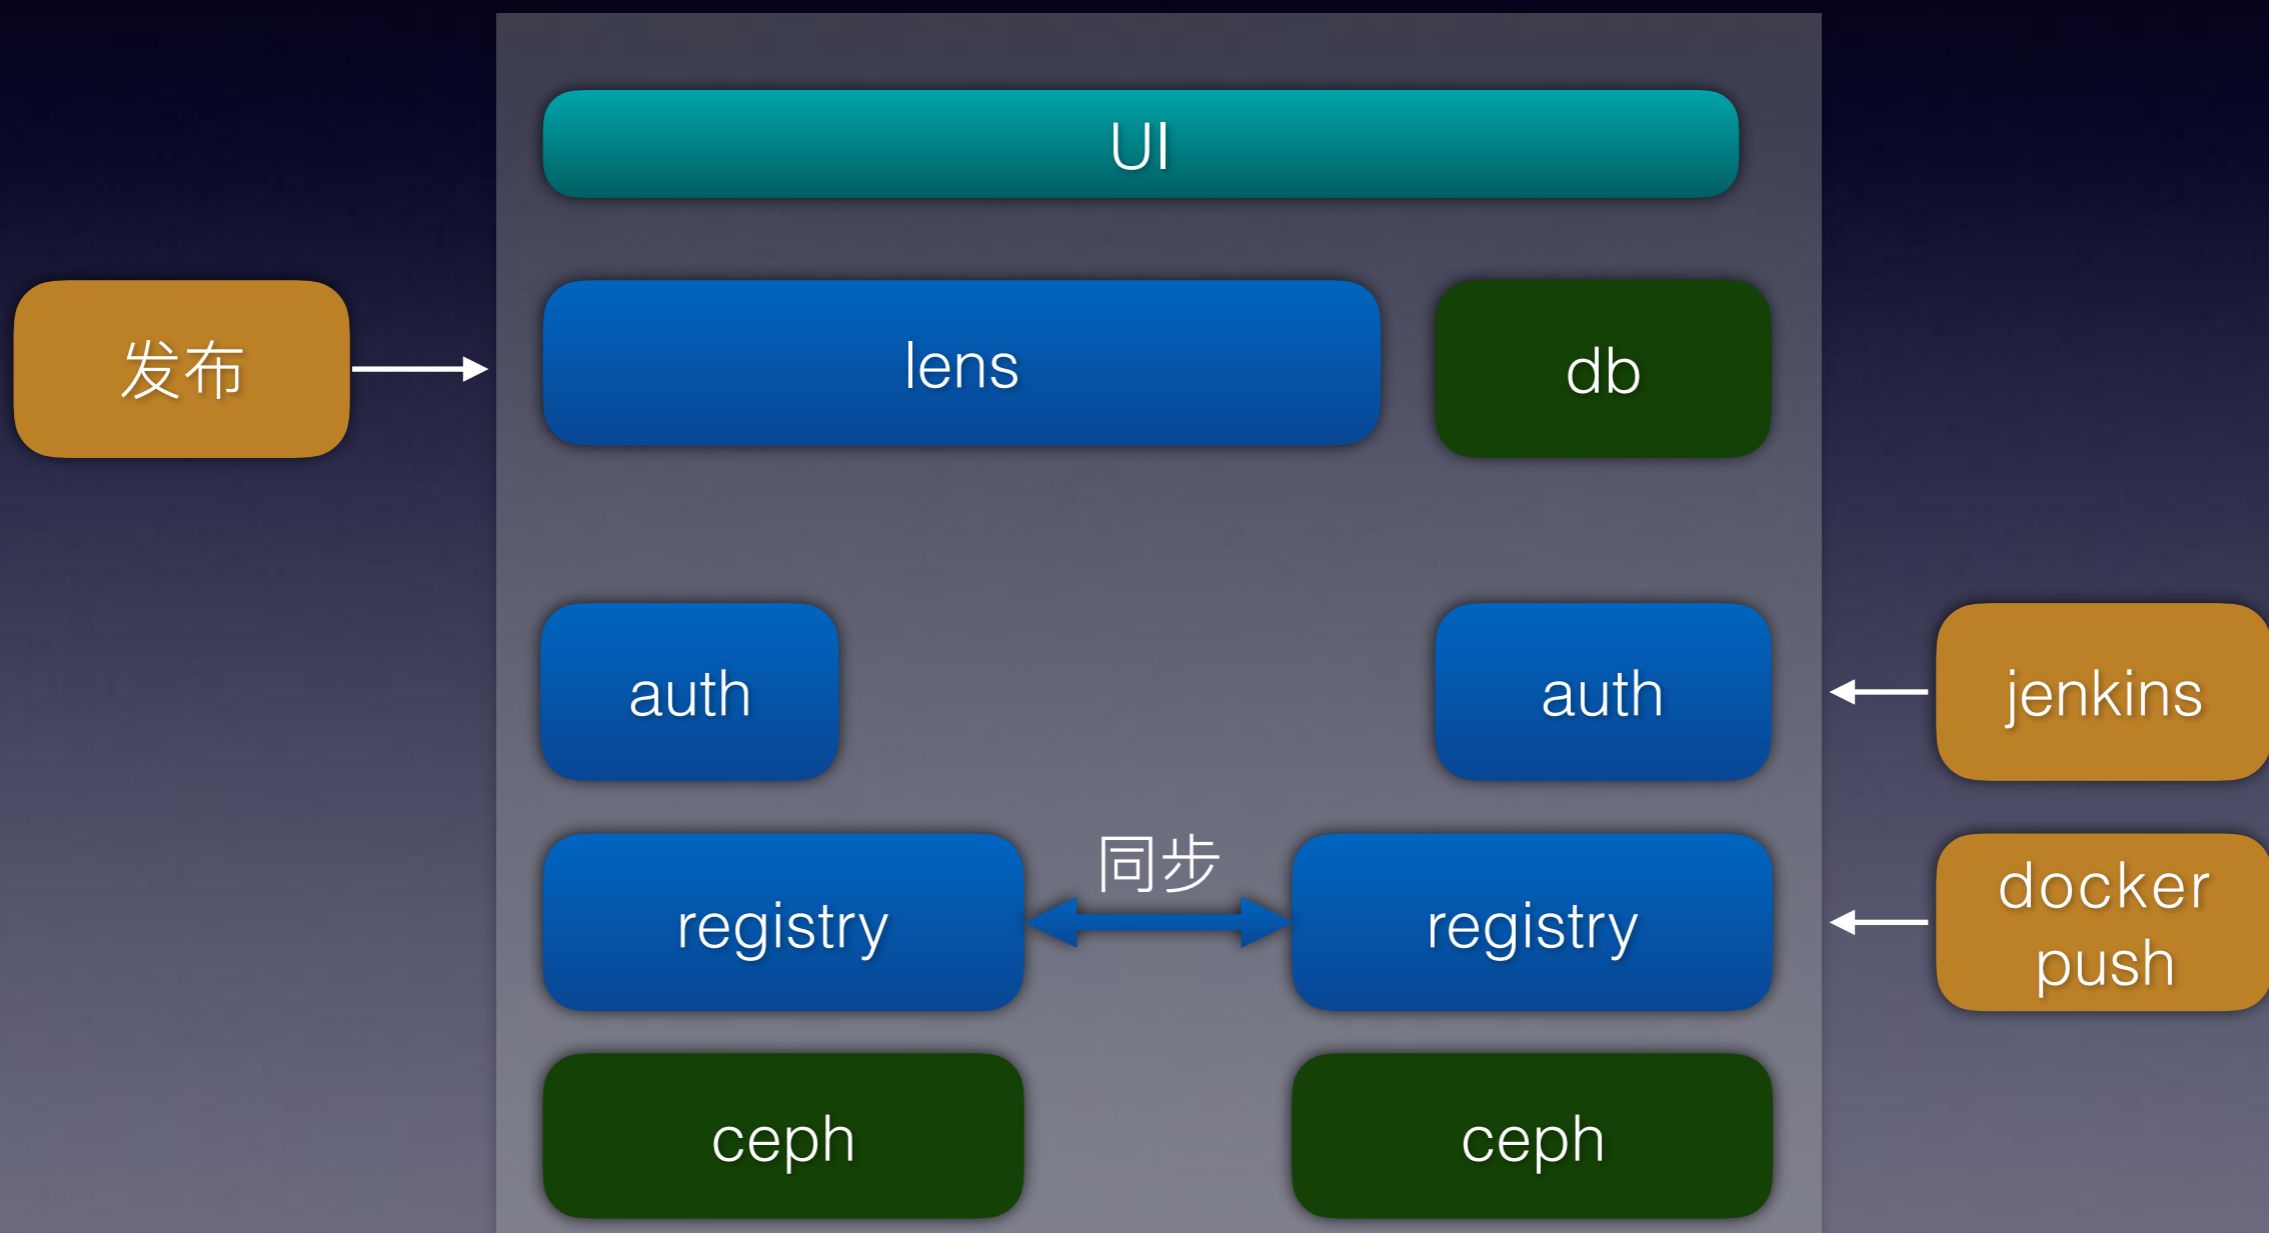 UI
发布
lens
db
auth
auth
jenkins
同步
registry
registry
docker
push
ceph
ceph